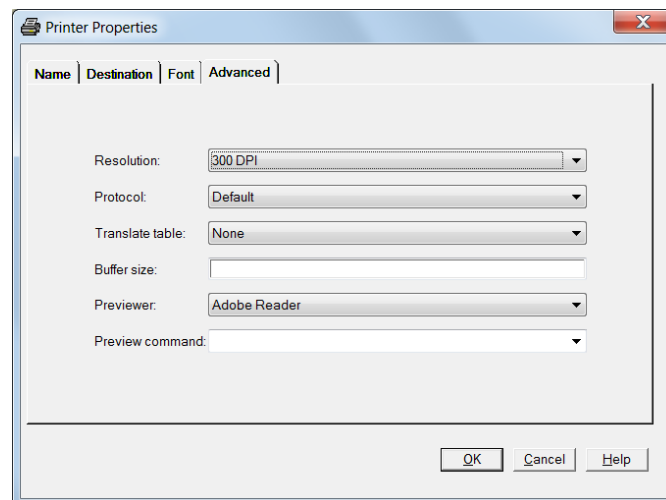 Printer Properties
Name Destination Font Advanced
Resolution: 300 DPI
Protocol: Default
Translate table: None
Buffer size:
Previewer: Adobe Reader
Preview command:
OK Cancel Help